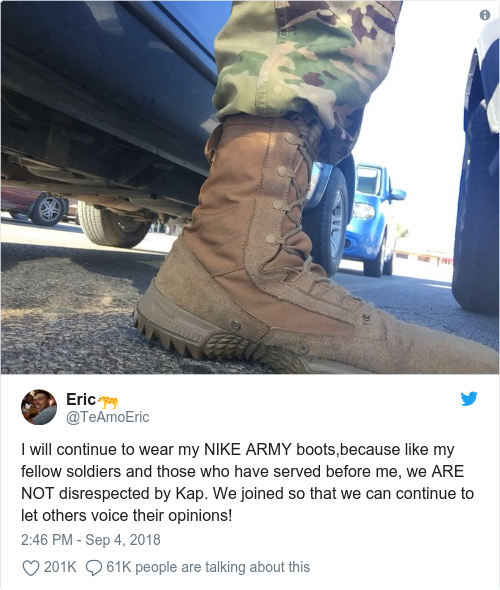 Eric🐆
@TeAmoEric
I will continue to wear my NIKE ARMY boots,because like my
fellow soldiers and those who have served before me, we ARE
NOT disrespected by Kap. We joined so that we can continue to
let others voice their opinions!
2:46 PM - Sep 4, 2018
201K 61K people are talking about this